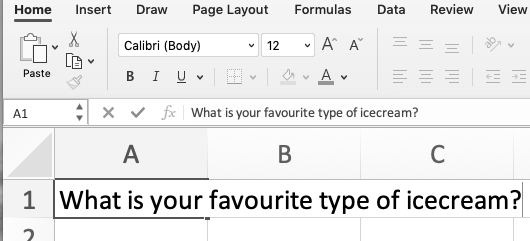 Home Insert Draw Page Layout Formulas Data Review View
Calibri (Body) 12 A A
Paste B I U A
A1 fx What is your favourite type of icecream?
A B C
1 What is your favourite type of icecream?
2